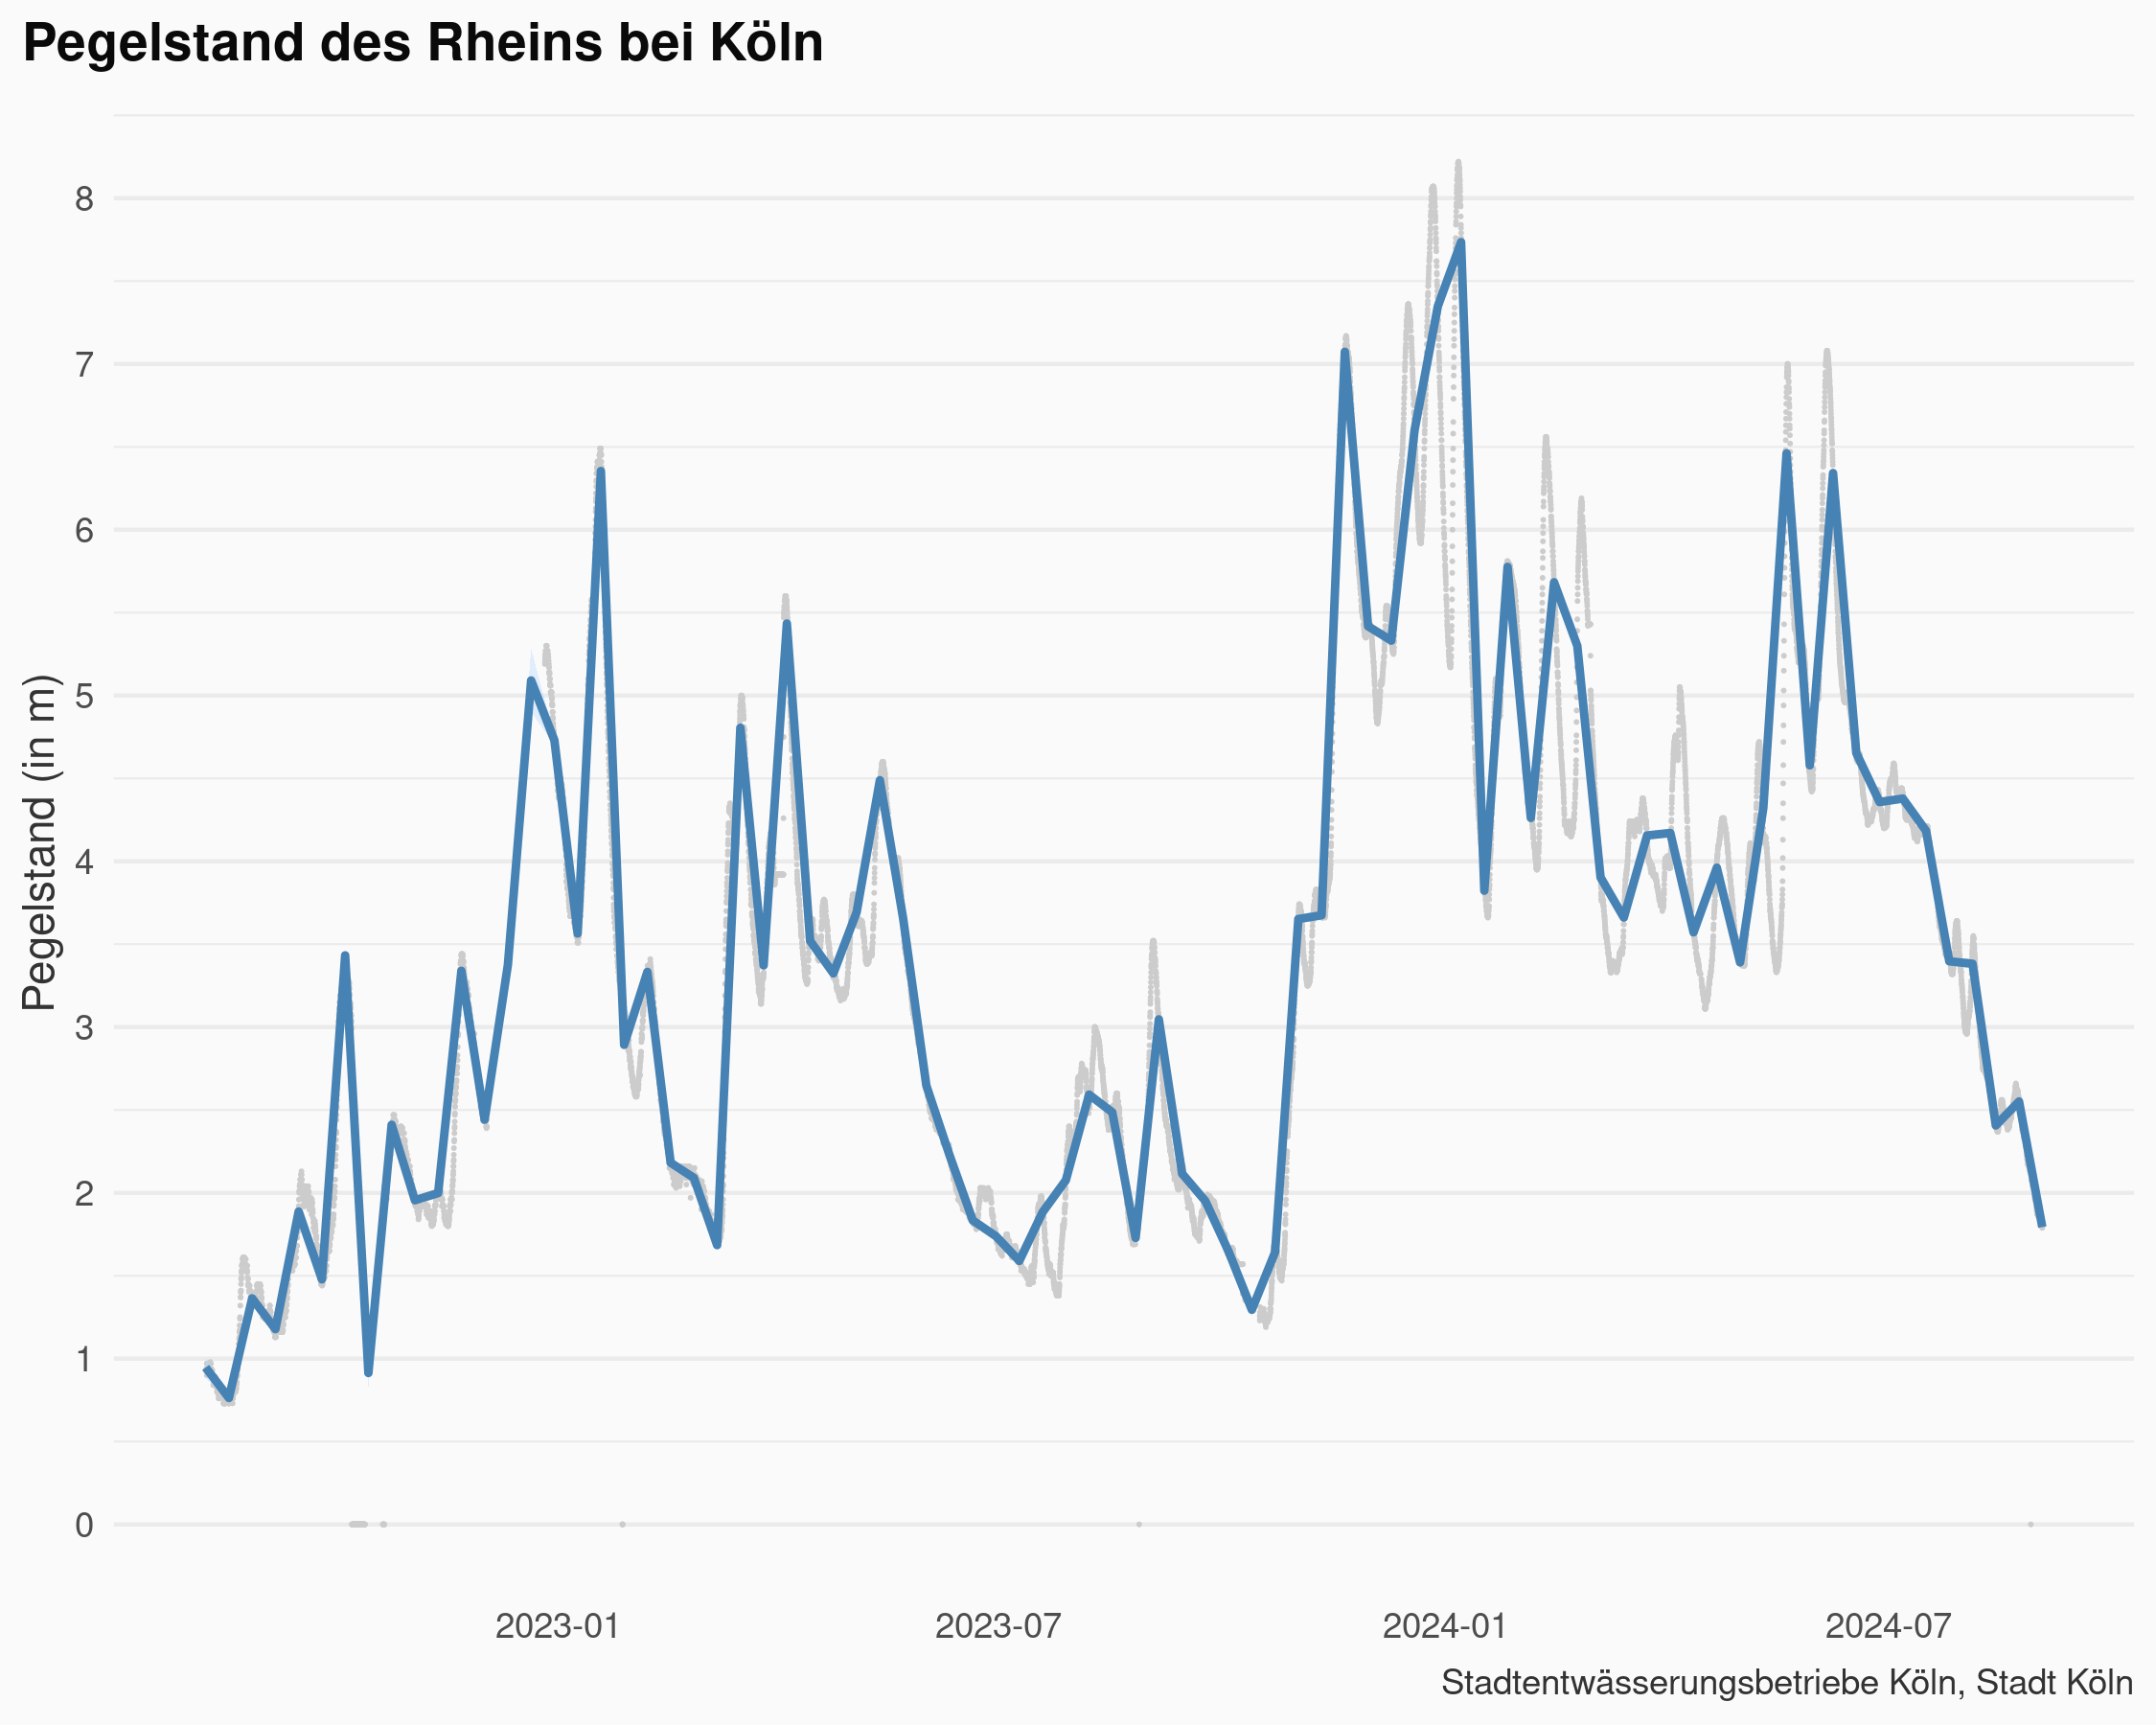 Pegelstand des Rheins bei Köln
Pegelstand (in m)
8
7
6
5
4
3
2
1
0
2023-01 2023-07 2024-01 2024-07
Stadtentwässerungsbetriebe Köln, Stadt Köln